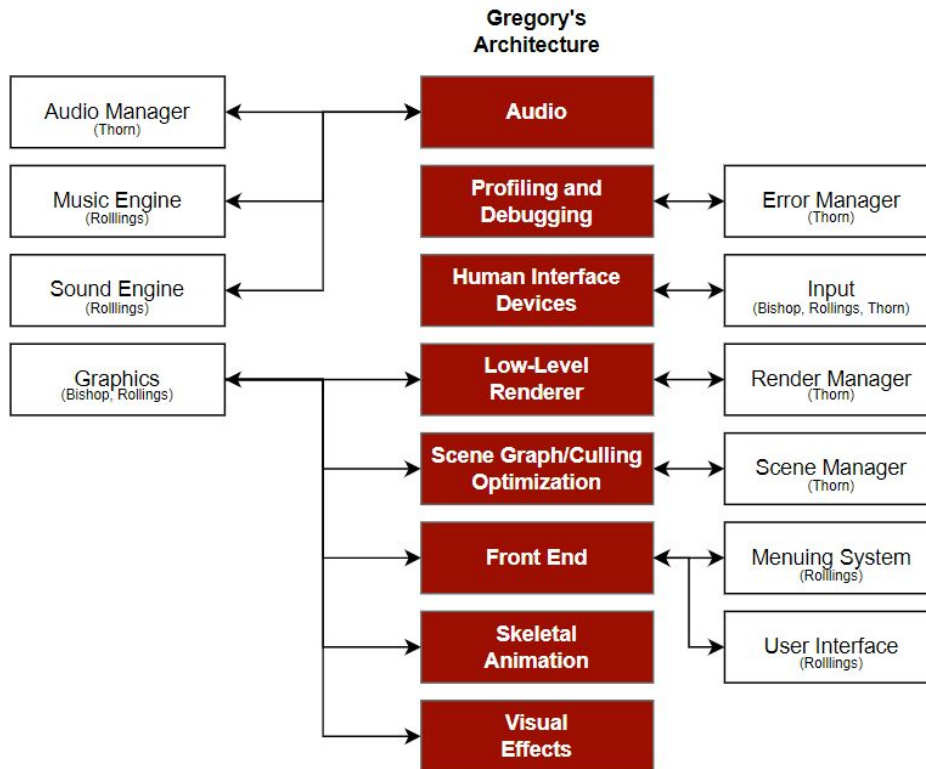 Gregory's
Architecture
Audio Manager
(Thorn)
Music Engine
(Rolllings)
Sound Engine
(Rolllings)
Graphics
(Bishop, Rollings)
Audio
Profiling and
Debugging
Human Interface
Devices
Low-Level
Renderer
Scene Graph/Culling
Optimization
Front End
Skeletal
Animation
Visual
Effects
Error Manager
(Thorn)
Input
(Bishop, Rollings, Thorn)
Render Manager
(Thorn)
Scene Manager
(Thorn)
Menuing System
(Rolllings)
User Interface
(Rolllings)